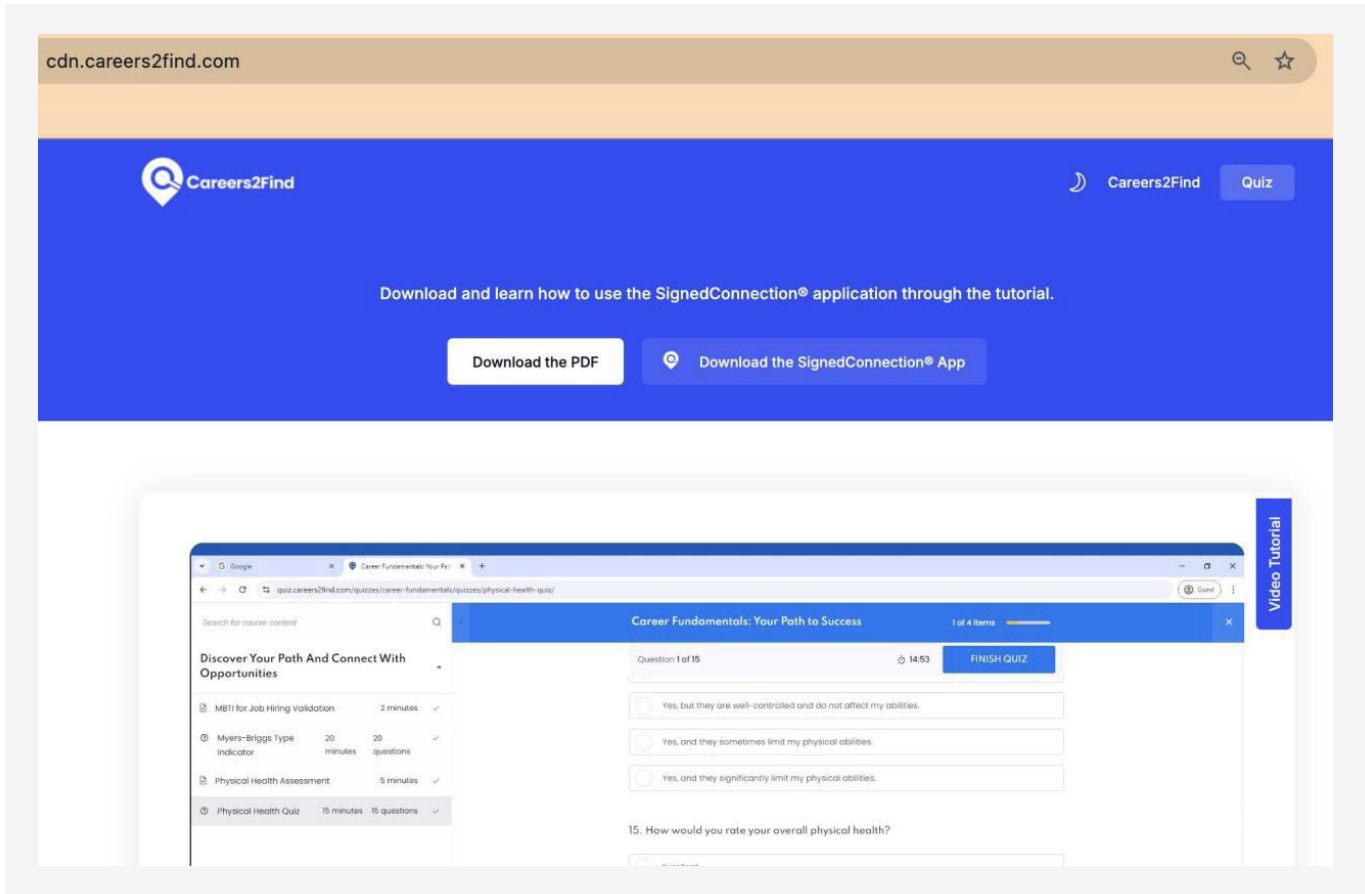 cdn.careers2find.com
Careers2Find
Careers2Find
Quiz
Download and learn how to use the SignedConnection® application through the tutorial.
Download the PDF
Download the SignedConnection® App
Video Tutorial
Google
Career Fundamentals: Your Pat
quiz.careers2find.com/quizzes/career-fundamentals/quizzes/physical-health-quiz/
Guest
Search for course content
Career Fundamentals: Your Path to Success
1 of 4 items
Discover Your Path And Connect With
Opportunities
Question 1 of 15
14:53
FINISH QUIZ
MBTI for Job Hiring Validation 2 minutes
Myers-Briggs Type 20 20
Indicator minutes questions
Physical Health Assessment 5 minutes
Physical Health Quiz 15 minutes 15 questions
Yes, but they are well-controlled and do not affect my abilities.
Yes, and they sometimes limit my physical abilities.
Yes, and they significantly limit my physical abilities.
15. How would you rate your overall physical health?